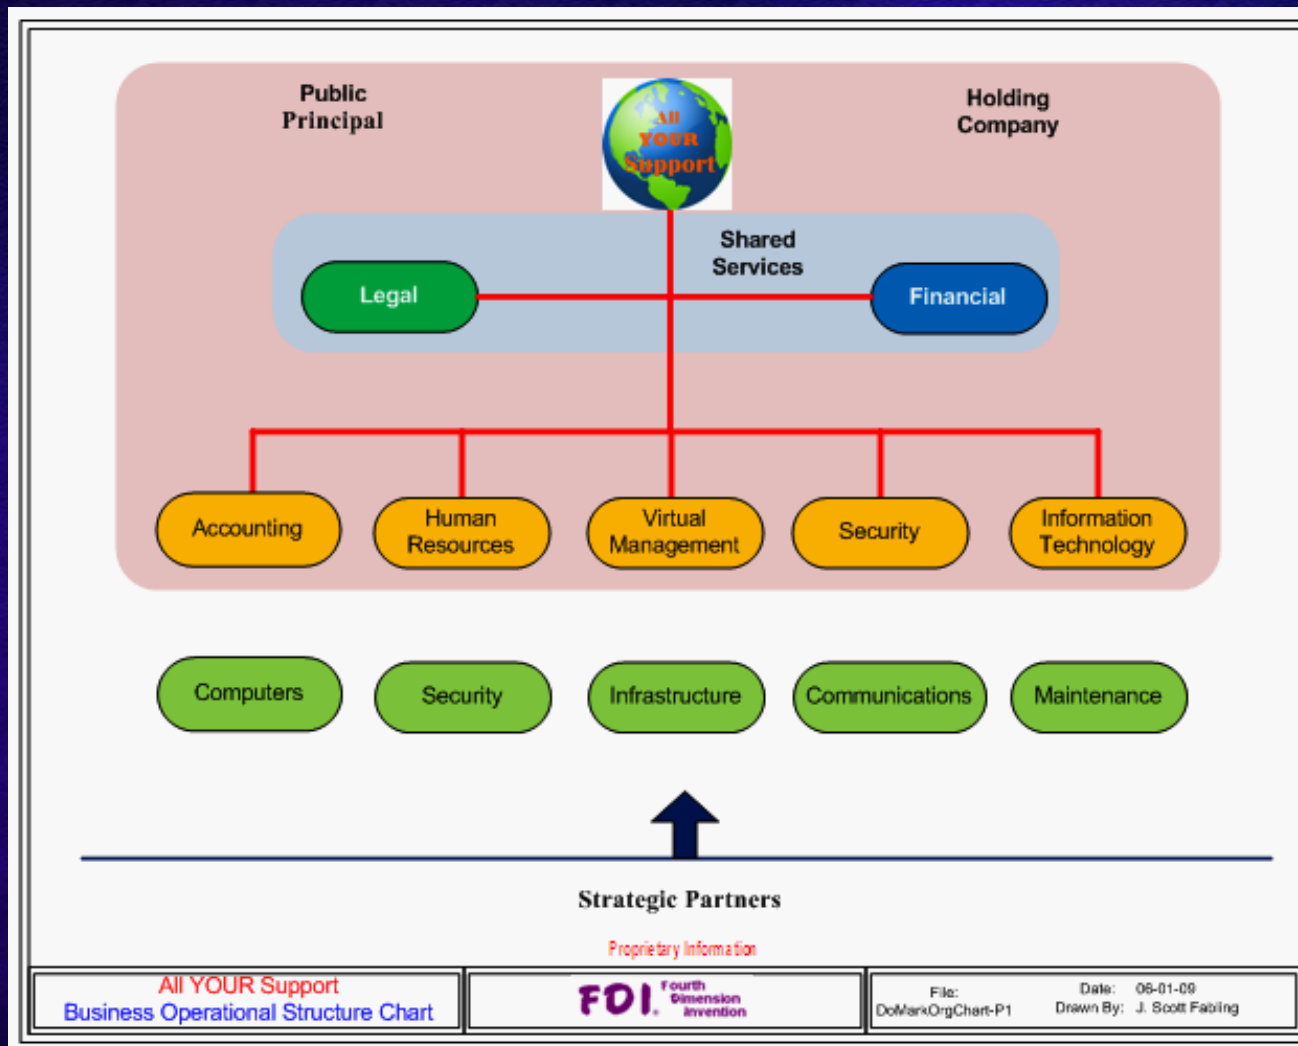 Public
Principal
Holding
Company
All
YOUR
Support
Shared
Services
Legal
Financial
Accounting
Human
Resources
Virtual
Management
Security
Information
Technology
Computers
Security
Infrastructure
Communications
Maintenance
Strategic Partners
Proprietary Information
All YOUR Support
Business Operational Structure Chart
FDI.
Fourth
Dimension
Invention
File:
DoMarkOrgChart-P1
Date: 06-01-09
Drawn By: J. Scott Fabling